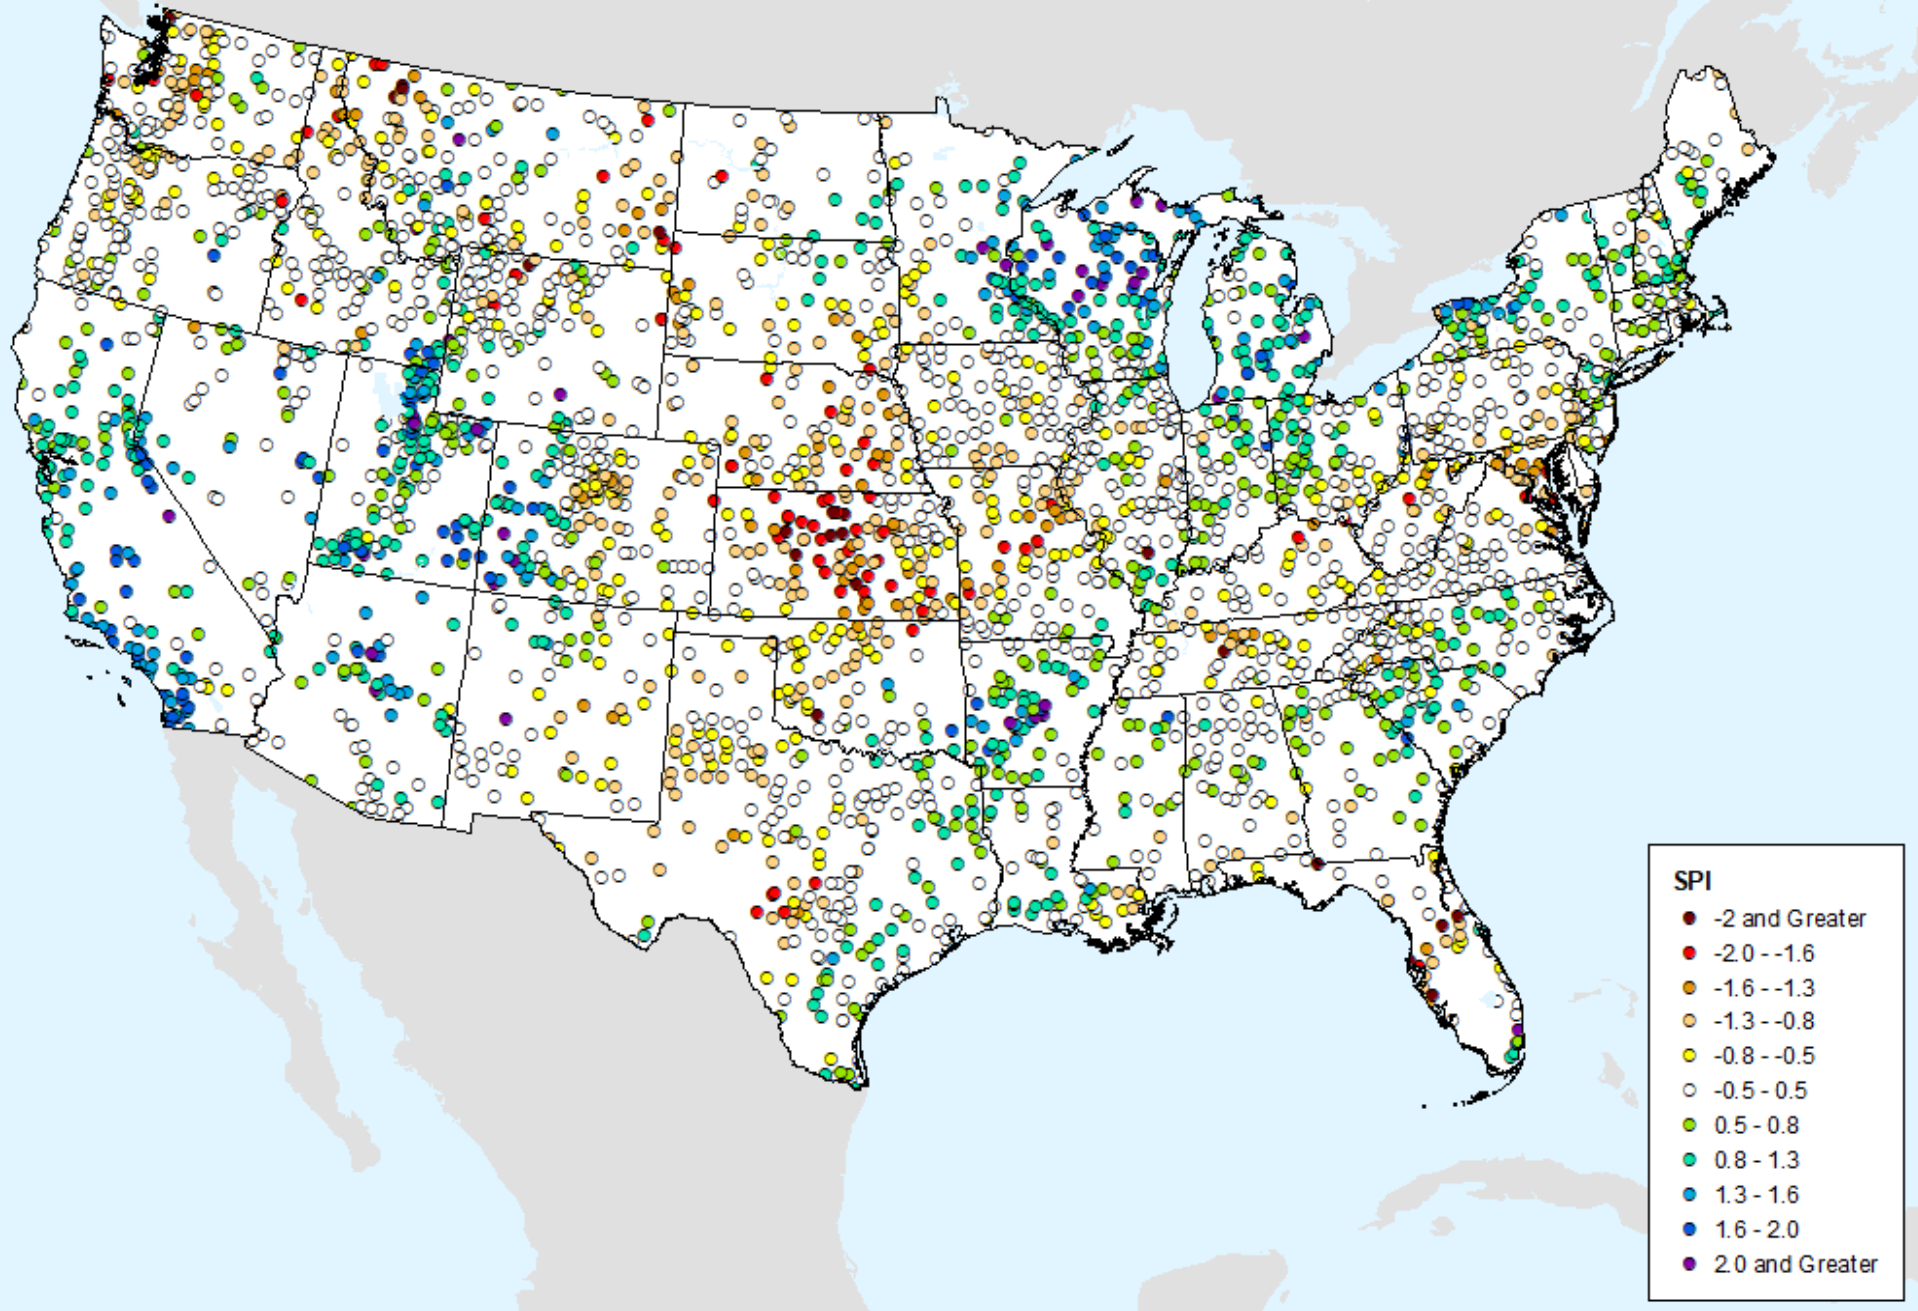 SPI
-2 and Greater
-2.0 - -1.6
-1.6 - -1.3
-1.3 - -0.8
-0.8 - -0.5
-0.5 - 0.5
0.5 - 0.8
0.8 - 1.3
1.3 - 1.6
1.6 - 2.0
2.0 and Greater